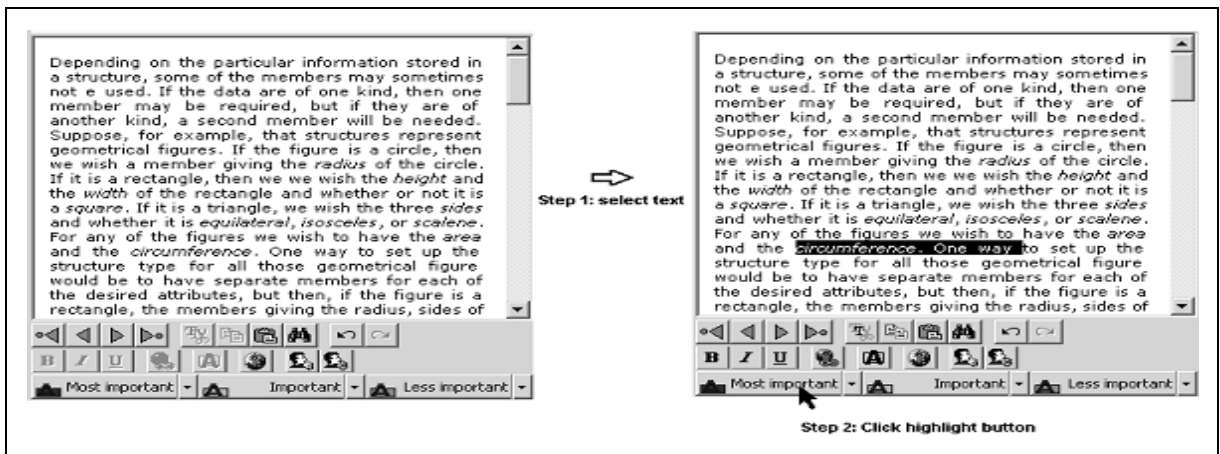 Depending on the particular information stored in
a structure, some of the members may sometimes
not e used. If the data are of one kind, then one
member may be required, but if they are of
another kind, a second member will be needed.
Suppose, for example, that structures represent
geometrical figures. If the figure is a circle, then
we wish a member giving the radius of the circle.
If it is a rectangle, then we we wish the height and
the width of the rectangle and whether or not it is
a square. If it is a triangle, we wish the three sides
and whether it is equilateral, isosceles, or scalene.
For any of the figures we wish to have the area
and the circumference. One way to set up the
structure type for all those geometrical figure
would be to have separate members for each of
the desired attributes, but then, if the figure is a
rectangle, the members giving the radius, sides of
B I U
Most important Important Less important
Step 1: select text
Depending on the particular information stored in
a structure, some of the members may sometimes
not e used. If the data are of one kind, then one
member may be required, but if they are of
another kind, a second member will be needed.
Suppose, for example, that structures represent
geometrical figures. If the figure is a circle, then
we wish a member giving the radius of the circle.
If it is a rectangle, then we we wish the height and
the width of the rectangle and whether or not it is
a square. If it is a triangle, we wish the three sides
and whether it is equilateral, isosceles, or scalene.
For any of the figures we wish to have the area
and the circumference. One way to set up the
structure type for all those geometrical figure
would be to have separate members for each of
the desired attributes, but then, if the figure is a
rectangle, the members giving the radius, sides of
B I U
Most important Important Less important
Step 2: Click highlight button